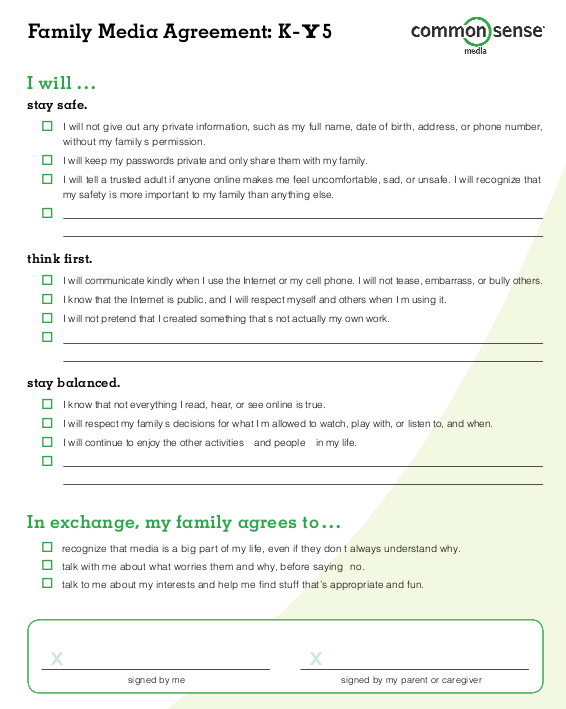 Family Media Agreement: K-Y5
common sense
media
I will ...
stay safe.
I will not give out any private information, such as my full name, date of birth, address, or phone number,
without my family s permission.
I will keep my passwords private and only share them with my family.
I will tell a trusted adult if anyone online makes me feel uncomfortable, sad, or unsafe. I will recognize that
my safety is more important to my family than anything else.
think first.
I will communicate kindly when I use the Internet or my cell phone. I will not tease, embarrass, or bully others.
I know that the Internet is public, and I will respect myself and others when I m using it.
I will not pretend that I created something that s not actually my own work.
stay balanced.
I know that not everything I read, hear, or see online is true.
I will respect my family s decisions for what I m allowed to watch, play with, or listen to, and when.
I will continue to enjoy the other activities and people in my life.
In exchange, my family agrees to ...
recognize that media is a big part of my life, even if they don t always understand why.
talk with me about what worries them and why, before saying no.
talk to me about my interests and help me find stuff that's appropriate and fun.
X X
signed by me signed by my parent or caregiver